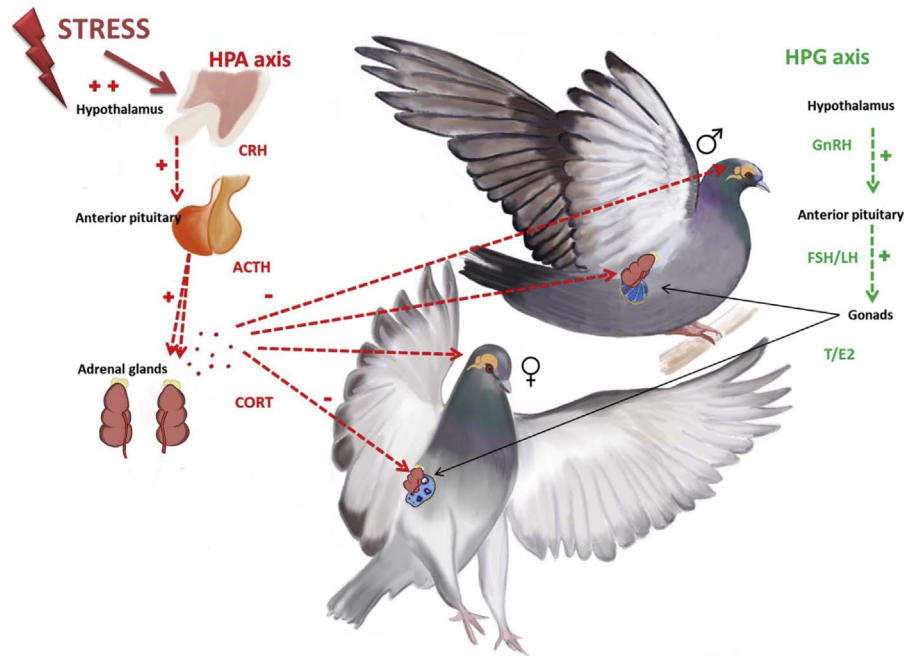 STRESS
HPA axis
++
Hypothalamus
CRH
+
Anterior pituitary
ACTH
+
-
Adrenal glands
CORT
-
♂
♀
HPG axis
Hypothalamus
GnRH
+
Anterior pituitary
FSH/LH
+
Gonads
T/E2